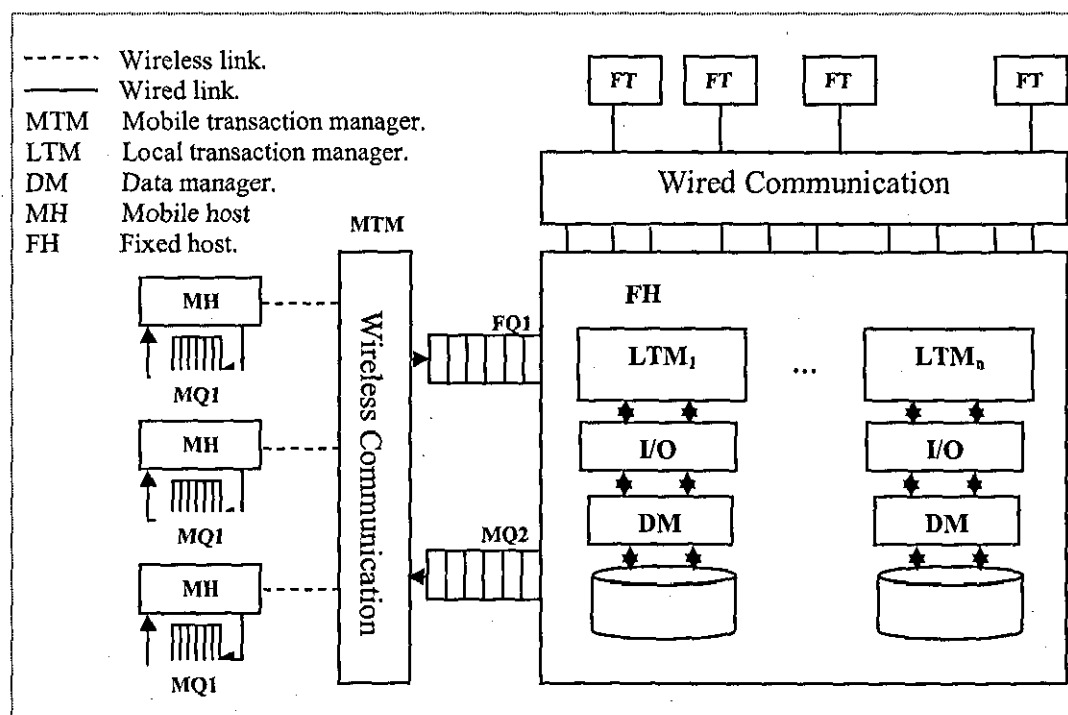 Wireless link.
Wired link.
MTM Mobile transaction manager.
LTM Local transaction manager.
DM Data manager.
MH Mobile host
FH Fixed host.
FT FT FT FT
Wired Communication
MTM
Wireless Communication
MH
MQ1
MH
MQ1
MH
MQ1
FQ1
MQ2
FH
LTM1 ... LTMn
I/O I/O
DM DM